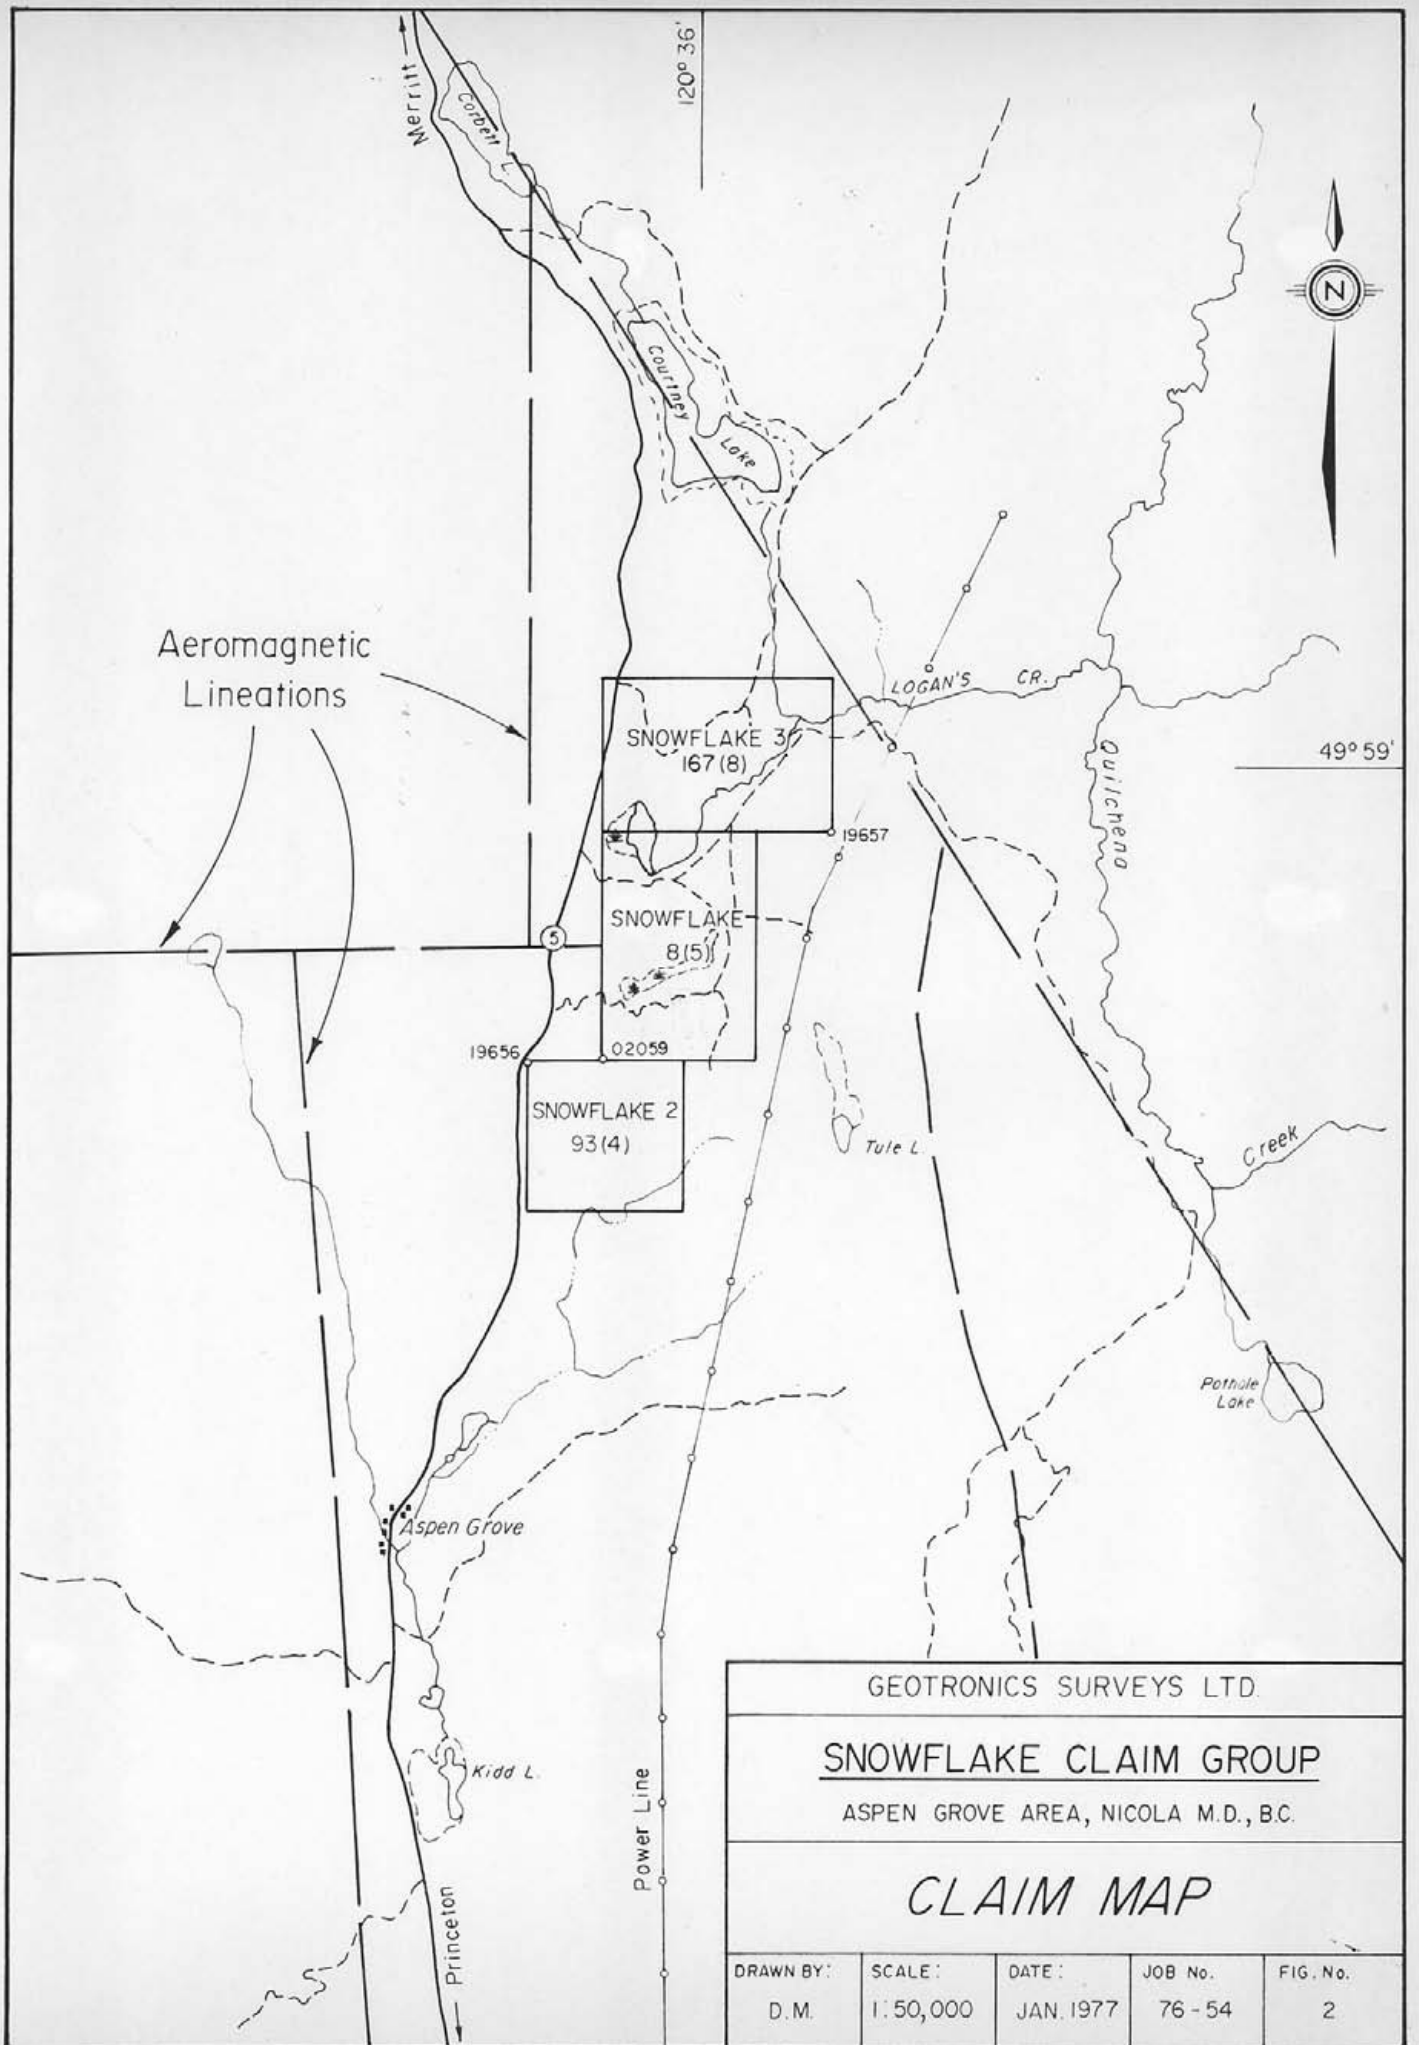 120° 36'
Merritt
Corbett L.
N
Courtney
Lake
Aeromagnetic
Lineations
LOGAN'S CR.
SNOWFLAKE 3
167(8)
49° 59'
Quilchena
19657
SNOWFLAKE
8(5)
5
19656
02059
SNOWFLAKE 2
93(4)
Tule L.
Creek
Pothole
Lake
Aspen Grove
Kidd L.
Power Line
Princeton
GEOTRONICS SURVEYS LTD.
SNOWFLAKE CLAIM GROUP
ASPEN GROVE AREA, NICOLA M.D., B.C.
CLAIM MAP
DRAWN BY: SCALE: DATE: JOB No. FIG. No.
D.M. 1:50,000 JAN. 1977 76-54 2